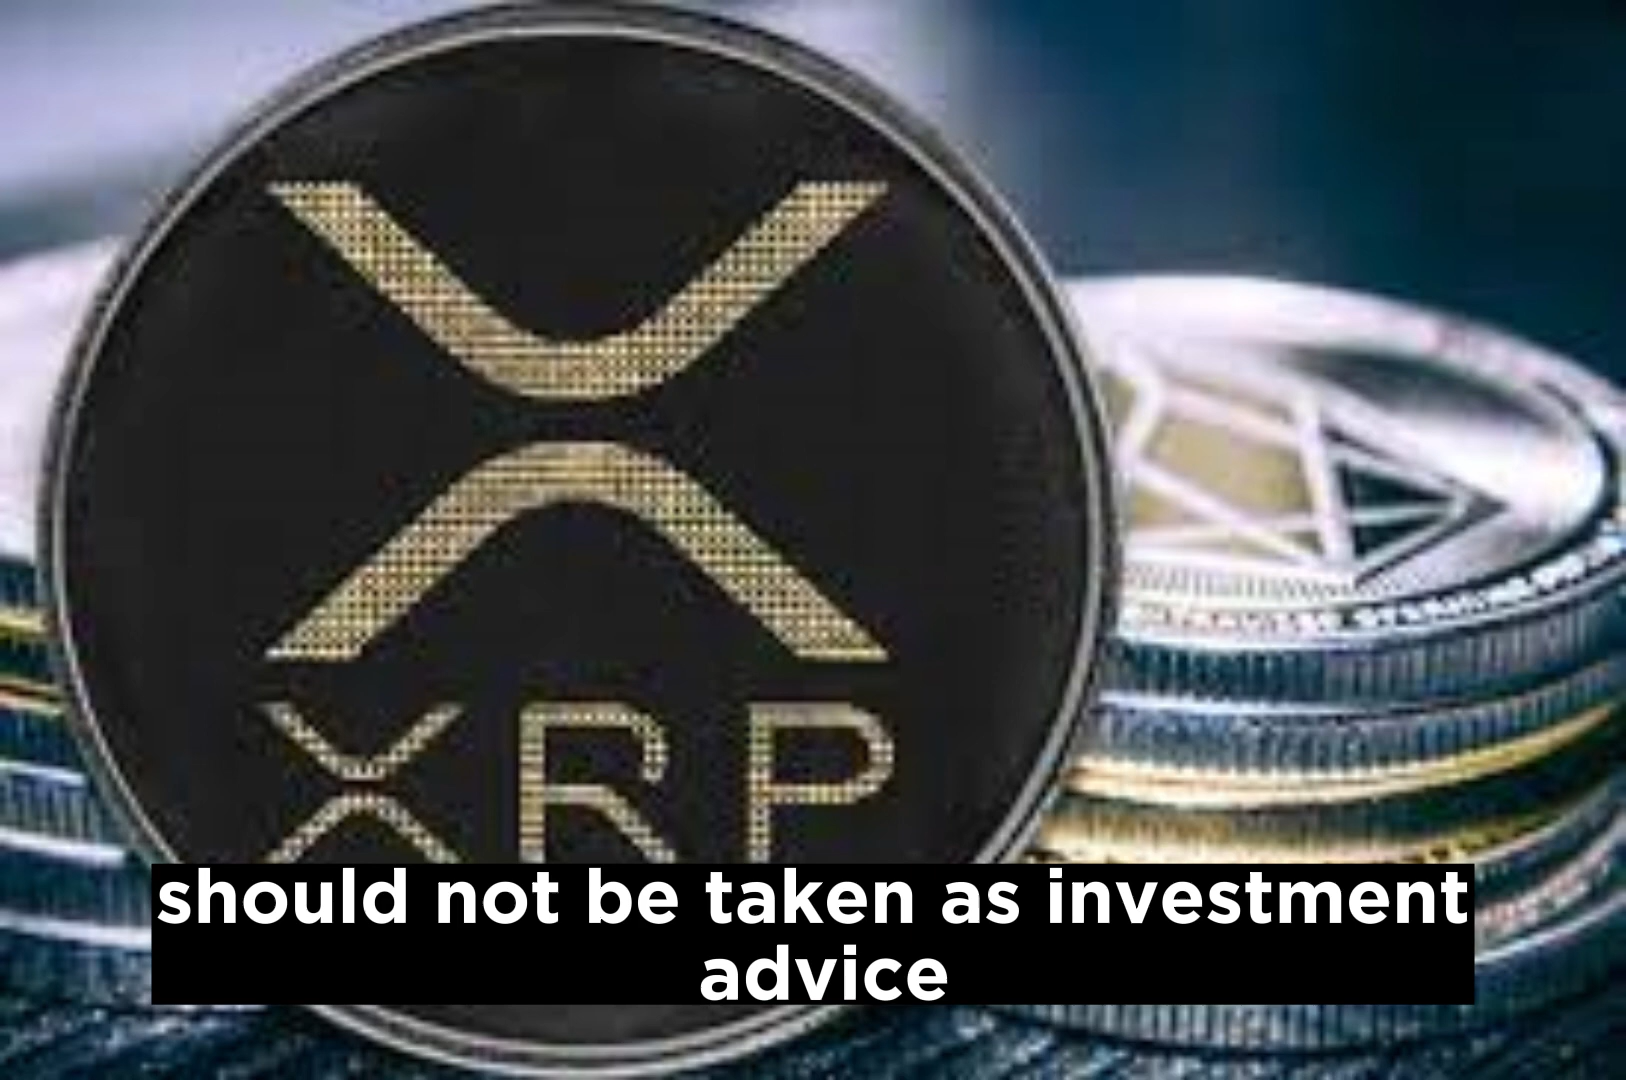 XRP
should not be taken as investment
advice